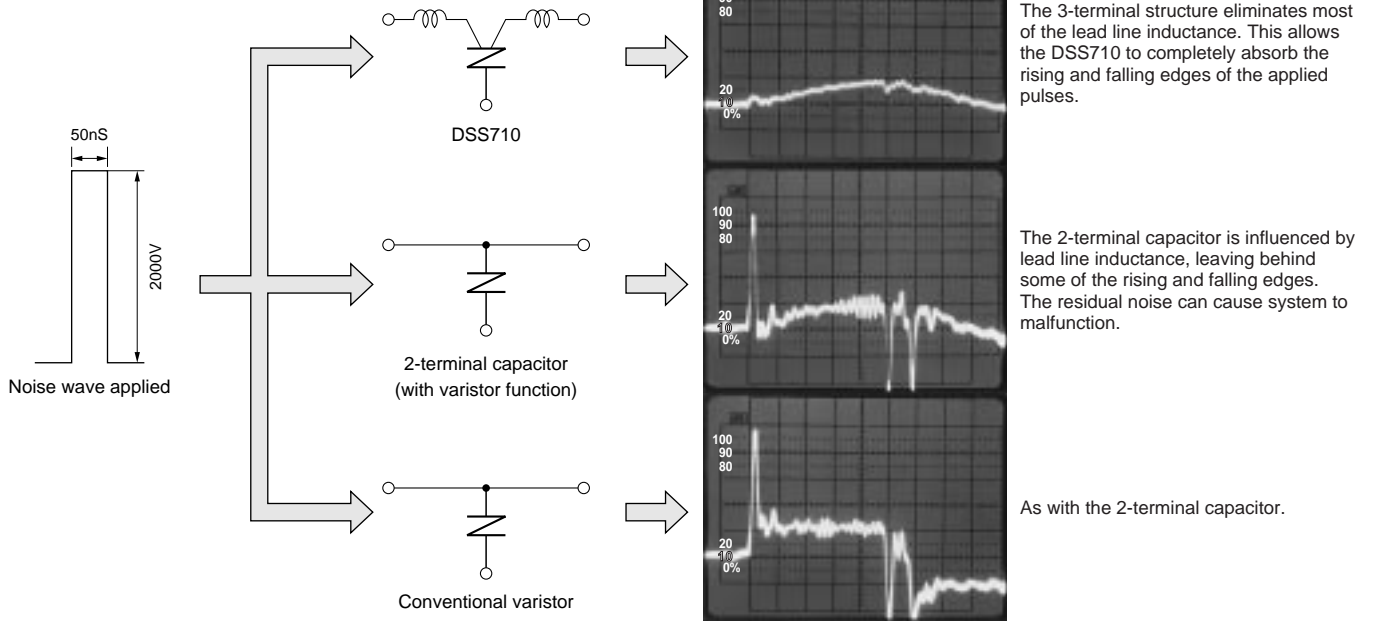 80
20
10
0%
The 3-terminal structure eliminates most
of the lead line inductance. This allows
the DSS710 to completely absorb the
rising and falling edges of the applied
pulses.
DSS710
50nS
2000V
Noise wave applied
2-terminal capacitor
(with varistor function)
100
90
80
20
10
0%
The 2-terminal capacitor is influenced by
lead line inductance, leaving behind
some of the rising and falling edges.
The residual noise can cause system to
malfunction.
Conventional varistor
100
90
80
20
10
0%
As with the 2-terminal capacitor.